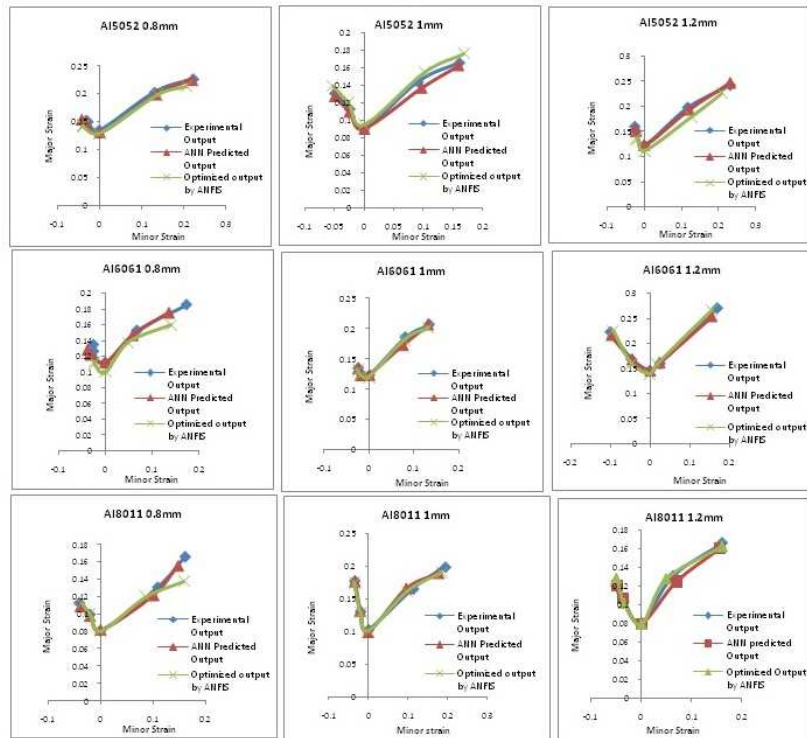 Al5052 0.8mm
Major Strain
0.25
0.2
0.15
0.1
0.05
0
-0.1 0 0.1 0.2 0.3
Minor Strain
Experimental
Output
ANN Predicted
Output
Optimized output
by ANFIS
Al5052 1mm
Major Strain
0.2
0.18
0.16
0.14
0.12
0.1
0.08
0.06
0.04
0.02
0
-0.1 -0.05 0 0.05 0.1 0.15 0.2
Minor Strain
Experimental
Output
ANN Predicted
Output
Optimized output
by ANFIS
Al5052 1.2mm
Major Strain
0.3
0.25
0.2
0.15
0.1
0.05
0
-0.1 0 0.1 0.2 0.3
Minor Strain
Experimental
Output
ANN Predicted
Output
Optimized output
by ANFIS
Al6061 0.8mm
Major Strain
0.2
0.18
0.16
0.14
0.12
0.1
0.08
0.06
0.04
0.02
0
-0.1 0 0.1 0.2
Minor Strain
Experimental
Output
ANN Predicted
Output
Optimized output
by ANFIS
Al6061 1mm
Major Strain
0.25
0.2
0.15
0.1
0.05
0
-0.1 0 0.1 0.2
Minor Strain
Experimental
Output
ANN Predicted
Output
Optimized output
by ANFIS
Al6061 1.2mm
Major Strain
0.3
0.25
0.2
0.15
0.1
0.05
0
-0.2 -0.1 0 0.1 0.2
Minor Strain
Experimental
Output
ANN Predicted
Output
Optimized output
by ANFIS
Al8011 0.8mm
Major Strain
0.18
0.16
0.14
0.12
0.1
0.08
0.06
0.04
0.02
0
-0.1 0 0.1 0.2
Minor Strain
Experimental
Output
ANN Predicted
Output
Optimized output
by ANFIS
Al8011 1mm
Major Strain
0.25
0.2
0.15
0.1
0.05
0
-0.1 0 0.1 0.2 0.3
Minor Strain
Experimental
Output
ANN Predicted
Output
Optimized output
by ANFIS
Al8011 1.2mm
Major Strain
0.18
0.16
0.14
0.12
0.1
0.08
0.06
0.04
0.02
0
-0.1 0 0.1 0.2
Minor Strain
Experimental
Output
ANN predicted
Output
Optimized Output
by ANFIS